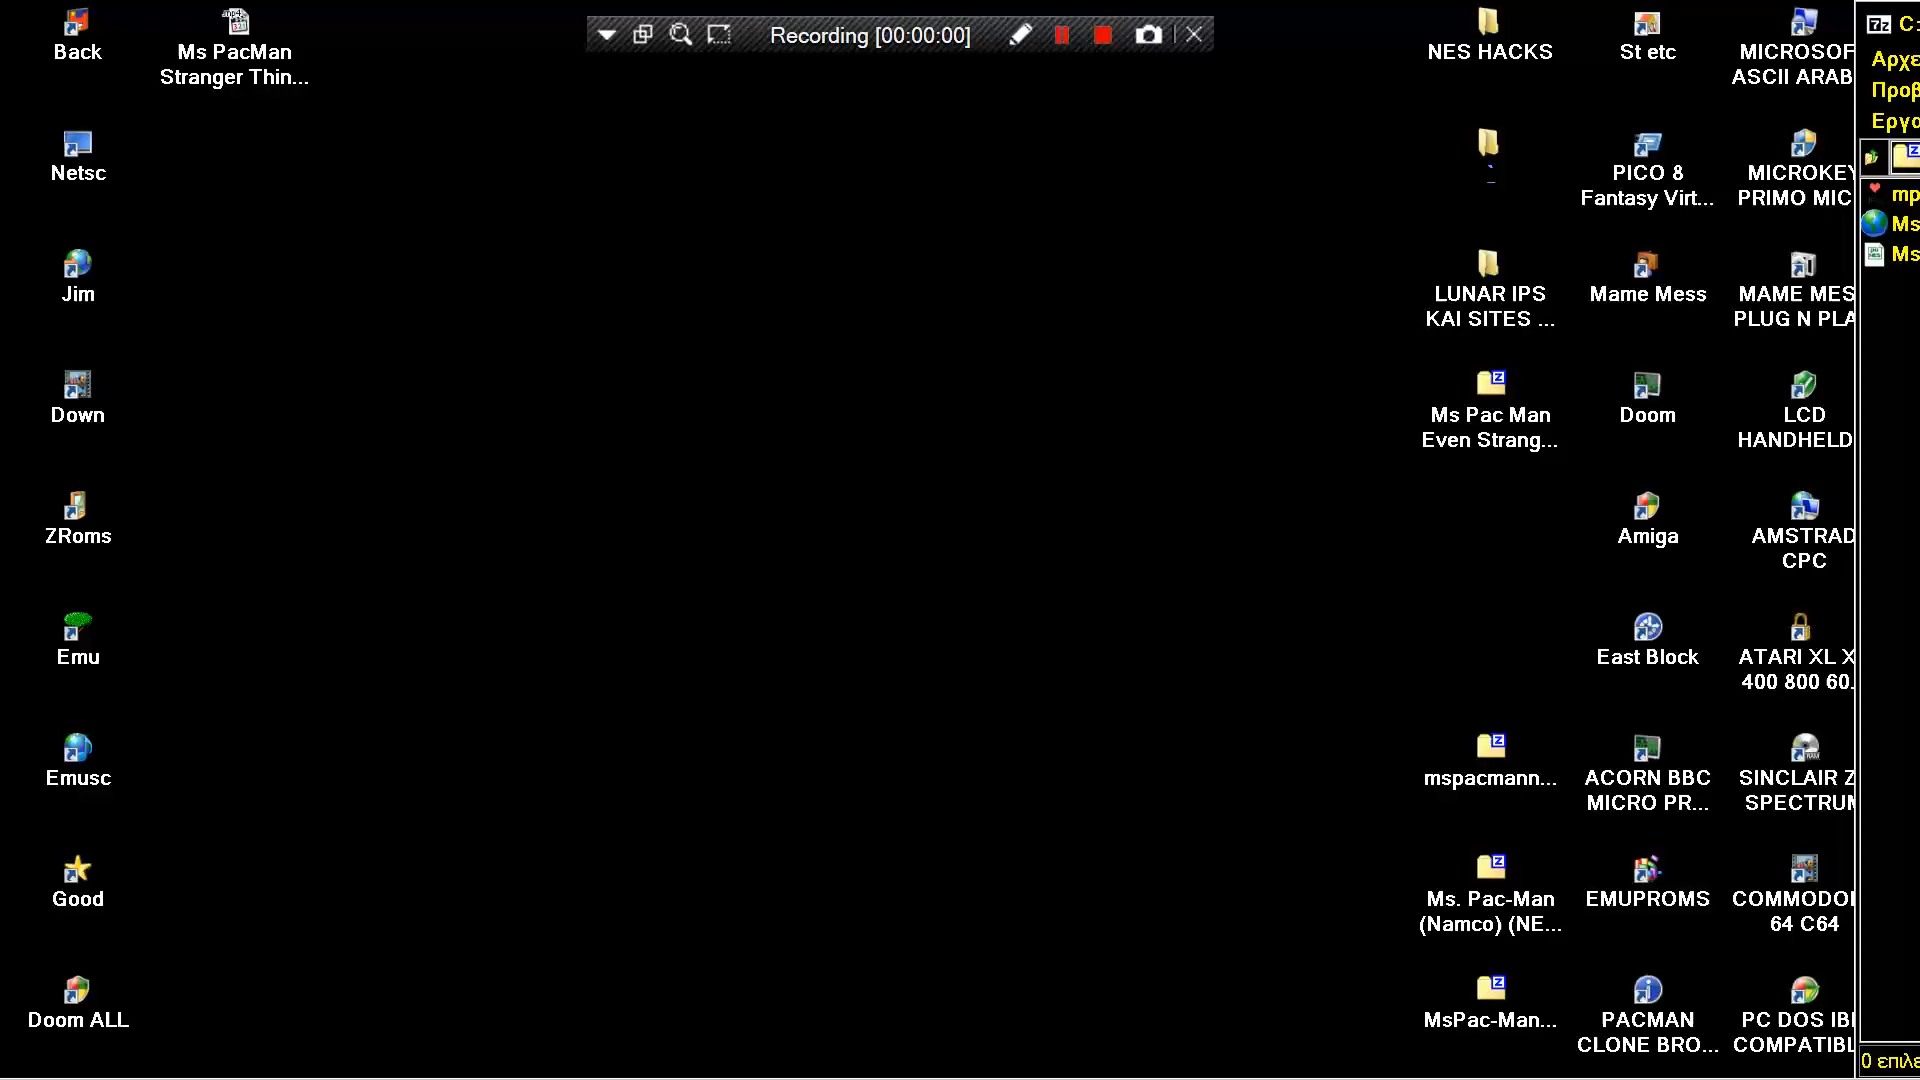 Back
Ms PacMan
Stranger Thin...
Recording [00:00:00]
NES HACKS
St etc
MICROSOF
ASCII ARAB
7z C:
Αρχε
Προβ
Εργα
Netsc
PICO 8
Fantasy Virt...
MICROKEY
PRIMO MIC
mp
Ms
Ms
Jim
LUNAR IPS
KAI SITES ...
Mame Mess
MAME MES
PLUG N PLA
Down
Ms Pac Man
Even Strang...
Doom
LCD
HANDHELD
ZRoms
Amiga
AMSTRAD
CPC
Emu
East Block
ATARI XL X
400 800 60.
Emusc
mspacmann...
ACORN BBC
MICRO PR...
SINCLAIR Z
SPECTRUM
Good
Ms. Pac-Man
(Namco) (NE...
EMUPROMS
COMMODO
64 C64
Doom ALL
MsPac-Man...
PACMAN
CLONE BRO...
PC DOS IB
COMPATIBL
0 επιλε